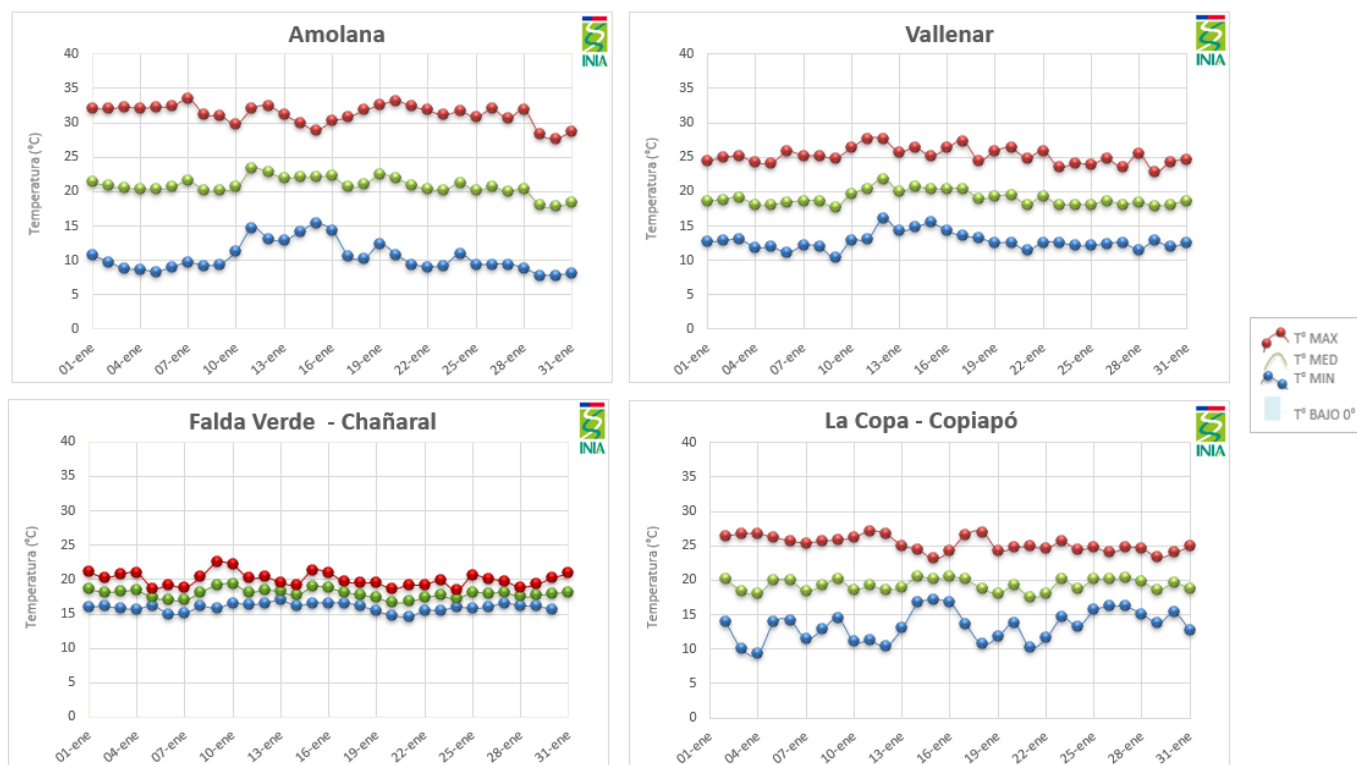 Amolana
INIA
Temperatura (°C)
40
35
30
25
20
15
10
5
0
01-ene
04-ene
07-ene
10-ene
13-ene
16-ene
19-ene
22-ene
25-ene
28-ene
31-ene
Vallenar
INIA
Temperatura (°C)
40
35
30
25
20
15
10
5
0
01-ene
04-ene
07-ene
10-ene
13-ene
16-ene
19-ene
22-ene
25-ene
28-ene
31-ene
T° MAX
T° MED
T° MIN
T° BAJO 0°
Falda Verde - Chañaral
INIA
Temperatura (°C)
40
35
30
25
20
15
10
5
0
01-ene
04-ene
07-ene
10-ene
13-ene
16-ene
19-ene
22-ene
25-ene
28-ene
31-ene
La Copa - Copiapó
INIA
Temperatura (°C)
40
35
30
25
20
15
10
5
0
01-ene
04-ene
07-ene
10-ene
13-ene
16-ene
19-ene
22-ene
25-ene
28-ene
31-ene